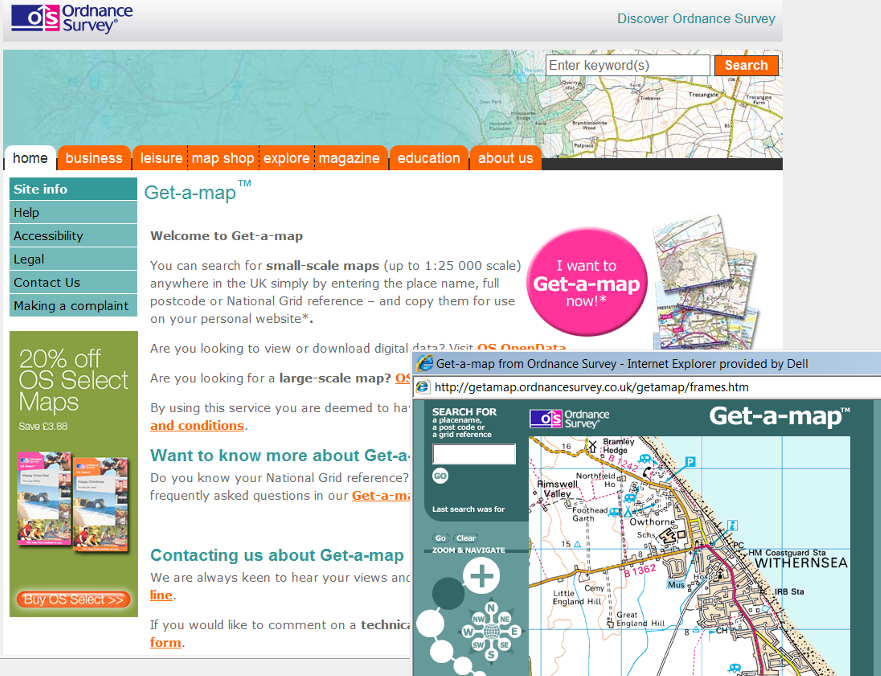 Ordnance
Survey®
Discover Ordnance Survey
Enter keyword(s)
Search
home
business
leisure
map shop
explore
magazine
education
about us
Site info
Help
Accessibility
Legal
Contact Us
Making a complaint
20% off
OS Select
Maps
Save £3.88
Buy OS Select >>
Get-a-map™
Welcome to Get-a-map
You can search for small-scale maps (up to 1:25 000 scale)
anywhere in the UK simply by entering the place name, full
postcode or National Grid reference – and copy them for use
on your personal website*.
Are you looking to view or download digital data? Visit OS OpenData
Are you looking for a large-scale map? OS
By using this service you are deemed to hav
and conditions.
Want to know more about Get-a-
Do you know your National Grid reference?
frequently asked questions in our Get-a-ma
Contacting us about Get-a-map
We are always keen to hear your views and
line.
If you would like to comment on a technica
form.
I want to
Get-a-map
now!*
Get-a-map from Ordnance Survey - Internet Explorer provided by Dell
http://getamap.ordnancesurvey.co.uk/getamap/frames.htm
SEARCH FOR
a placename,
a post code or
a grid reference
GO
Last search was for
Go
Clear
ZOOM & NAVIGATE
N
NE
E
SE
S
SW
W
NW
Ordnance
Survey®
Get-a-map™
16
Bramley
Hedge
B 1242
P
Northfield
Ho
Rimswell
Valley
Foothead
Garth
Owthorne
Schs
15
PC
HM Coastguard Sta
WITHERNSEA
B 1362
Hosp
Mus
Cemy
Little
England Hill
IRB Sta
Great
Englands Hill
8
CH